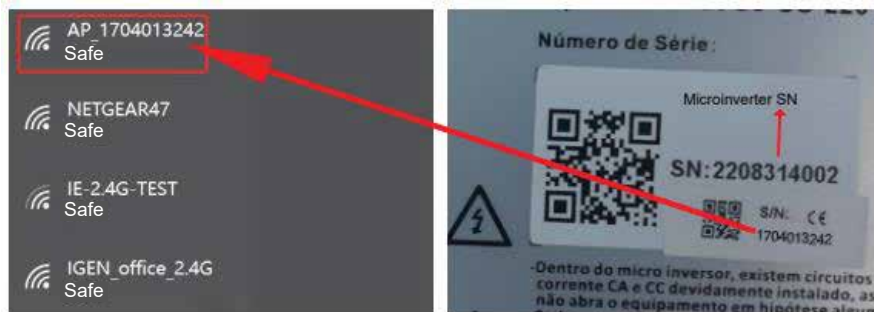 AP_1704013242
Safe
NETGEAR47
Safe
IE-2.4G-TEST
Safe
IGEN_office_2.4G
Safe
Número de Série:
Microinverter SN
SN:2208314002
S/N: CE
1704013242
-Dentro do micro inversor, existem circuitos
corrente CA e CC devidamente instalado, as
não abra o equipamento em hipótese